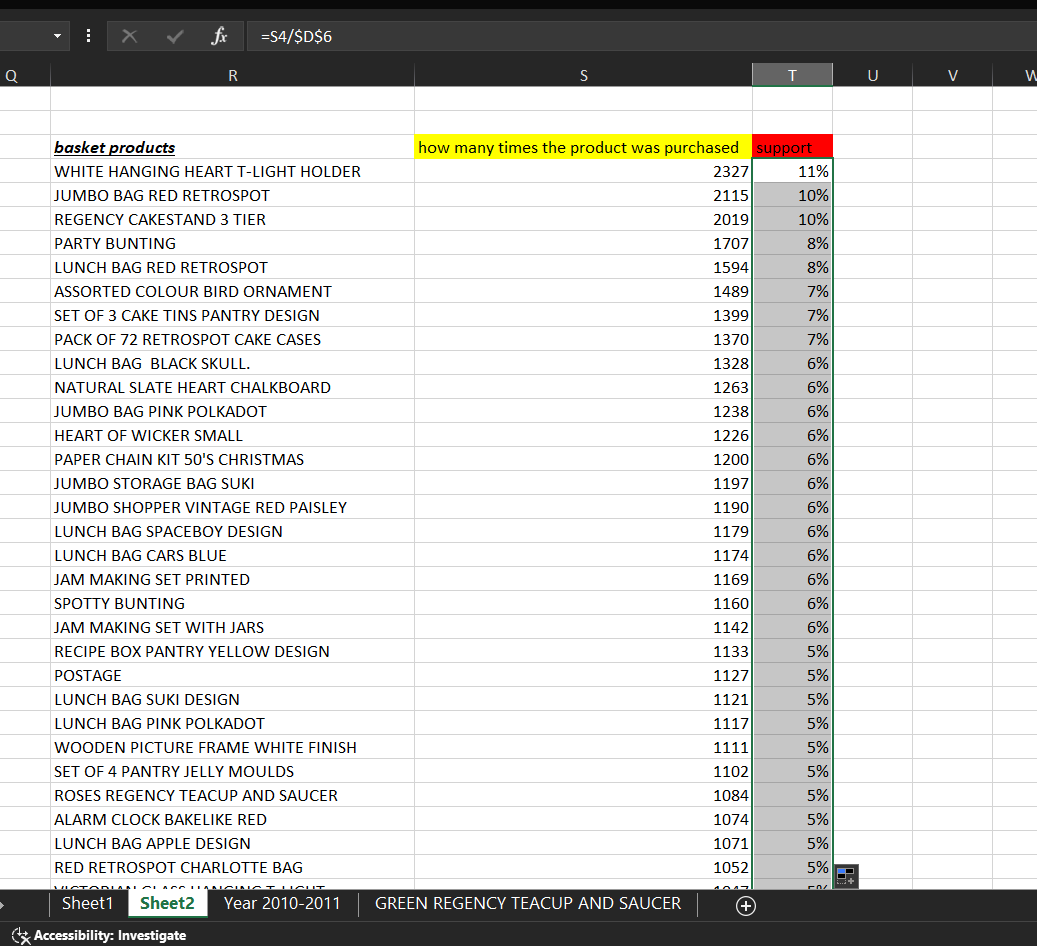 fx =S4/$D$6
Q R S T U V W
basket products how many times the product was purchased support
WHITE HANGING HEART T-LIGHT HOLDER 2327 11%
JUMBO BAG RED RETROSPOT 2115 10%
REGENCY CAKESTAND 3 TIER 2019 10%
PARTY BUNTING 1707 8%
LUNCH BAG RED RETROSPOT 1594 8%
ASSORTED COLOUR BIRD ORNAMENT 1489 7%
SET OF 3 CAKE TINS PANTRY DESIGN 1399 7%
PACK OF 72 RETROSPOT CAKE CASES 1370 7%
LUNCH BAG  BLACK SKULL. 1328 6%
NATURAL SLATE HEART CHALKBOARD 1263 6%
JUMBO BAG PINK POLKADOT 1238 6%
HEART OF WICKER SMALL 1226 6%
PAPER CHAIN KIT 50'S CHRISTMAS 1200 6%
JUMBO STORAGE BAG SUKI 1197 6%
JUMBO SHOPPER VINTAGE RED PAISLEY 1190 6%
LUNCH BAG SPACEBOY DESIGN 1179 6%
LUNCH BAG CARS BLUE 1174 6%
JAM MAKING SET PRINTED 1169 6%
SPOTTY BUNTING 1160 6%
JAM MAKING SET WITH JARS 1142 6%
RECIPE BOX PANTRY YELLOW DESIGN 1133 5%
POSTAGE 1127 5%
LUNCH BAG SUKI DESIGN 1121 5%
LUNCH BAG PINK POLKADOT 1117 5%
WOODEN PICTURE FRAME WHITE FINISH 1111 5%
SET OF 4 PANTRY JELLY MOULDS 1102 5%
ROSES REGENCY TEACUP AND SAUCER 1084 5%
ALARM CLOCK BAKELIKE RED 1074 5%
LUNCH BAG APPLE DESIGN 1071 5%
RED RETROSPOT CHARLOTTE BAG 1052 5%
VICTORIAN GLASS HANGING T-LIGHT 1047 5%
Sheet1 Sheet2 Year 2010-2011 GREEN REGENCY TEACUP AND SAUCER
Accessibility: Investigate